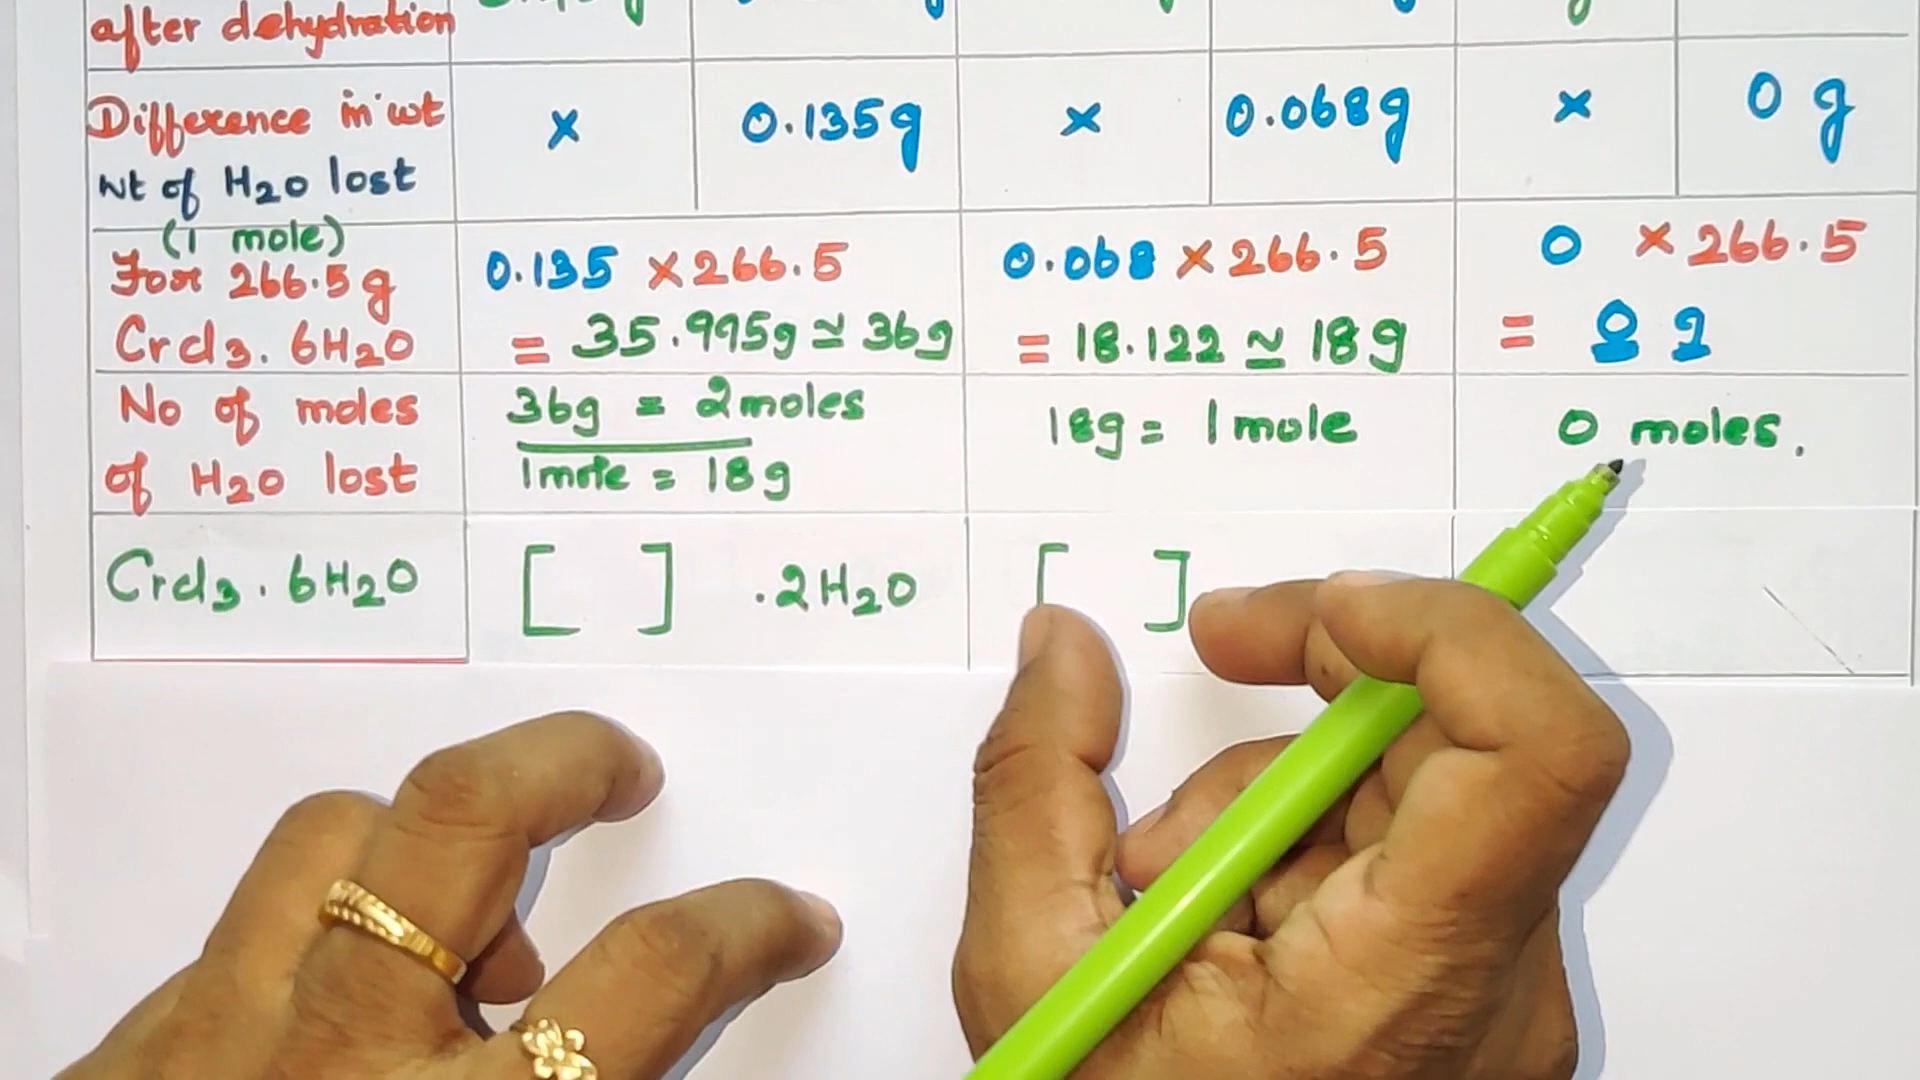 after dehydration
Difference in wt
wt of H2O lost
x 0.135g x 0.068g x 0 g
(1 mole)
For 266.5 g
Crcl3. 6H2O
0.135 x 266.5
= 35.995g ≃ 36g
0.068 x 266.5
= 18.122 ≃ 18g
0 x 266.5
= 0
No of moles
of H2O lost
36g = 2moles
1mole = 18g
18g = 1 mole
0 moles.
Crcl3. 6H2O
[ ] .2H2O
[ ]